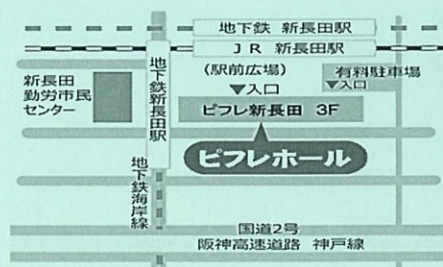 地下鉄 新長田駅
JR 新長田駅
新長田
勤労市民
センター
地下鉄新長田駅
(駅前広場)
▼入口
有料駐車場
▼入口
ピフレ新長田 3F
ピフレホール
地下鉄海岸線
国道2号
阪神高速道路 神戸線